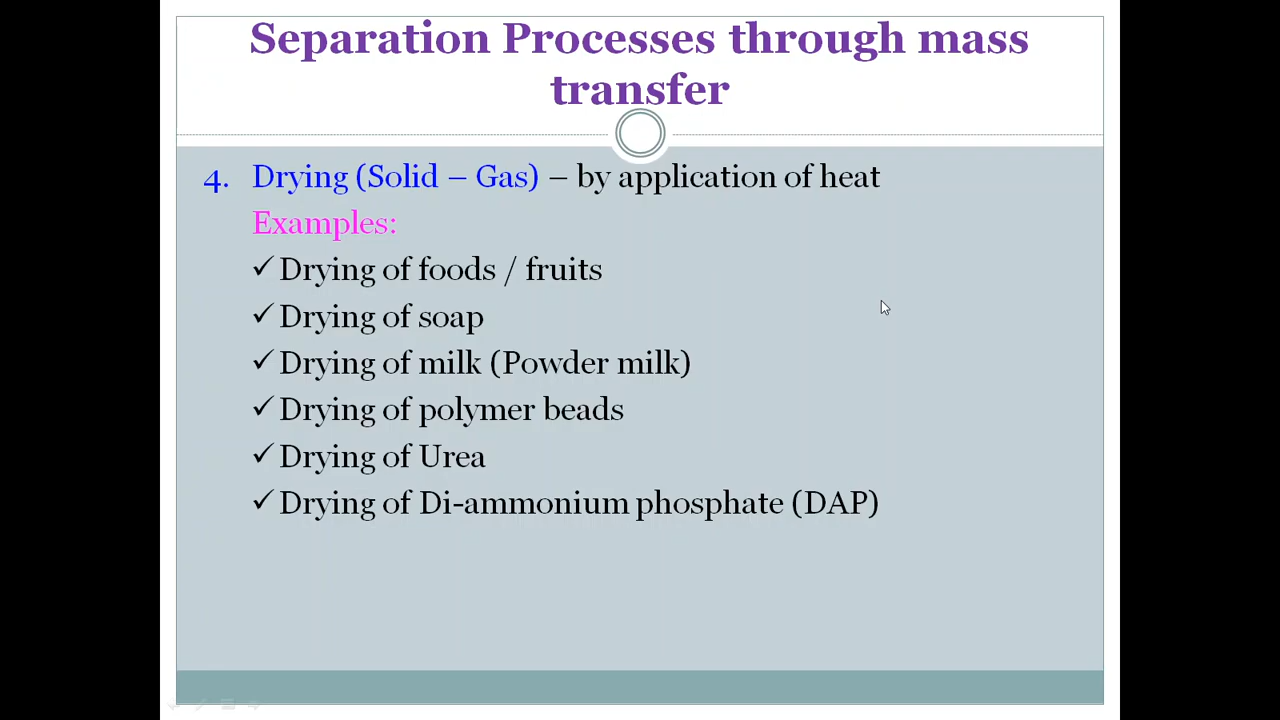 Separation Processes through mass
transfer
4. Drying (Solid – Gas) – by application of heat
Examples:
✓ Drying of foods / fruits
✓ Drying of soap
✓ Drying of milk (Powder milk)
✓ Drying of polymer beads
✓ Drying of Urea
✓ Drying of Di-ammonium phosphate (DAP)